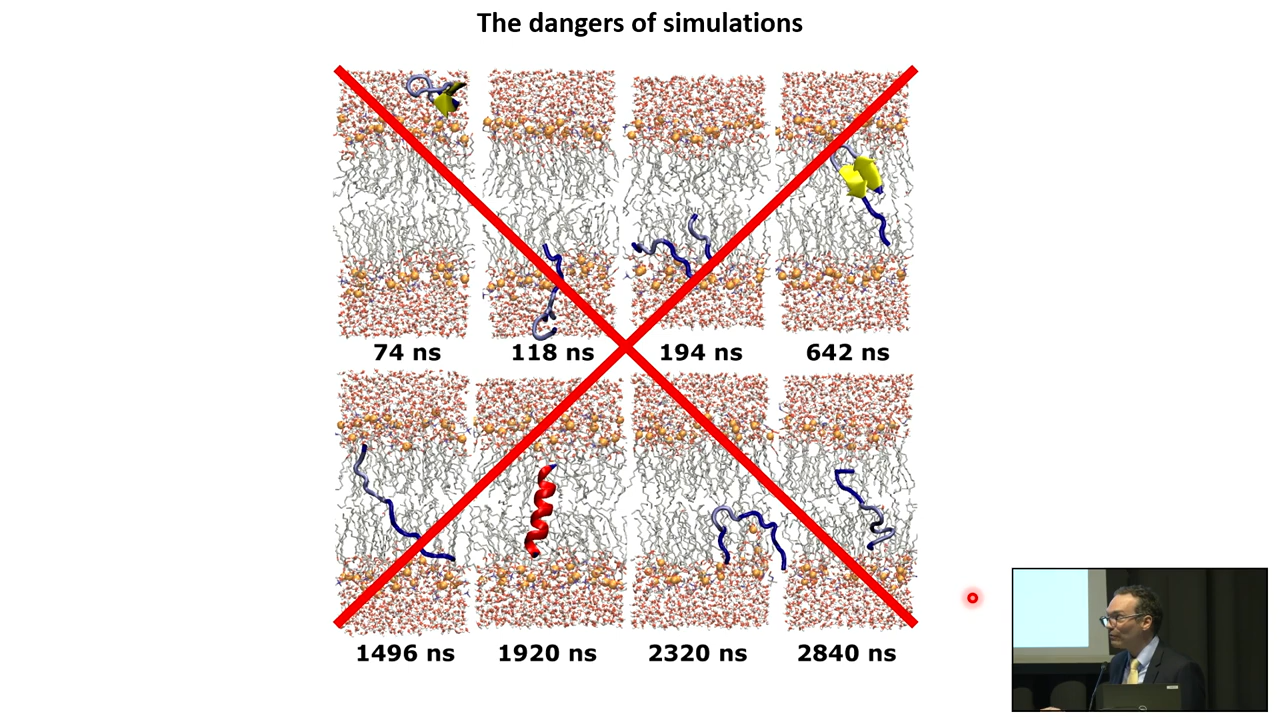 The dangers of simulations
74 ns 118 ns 194 ns 642 ns
1496 ns 1920 ns 2320 ns 2840 ns